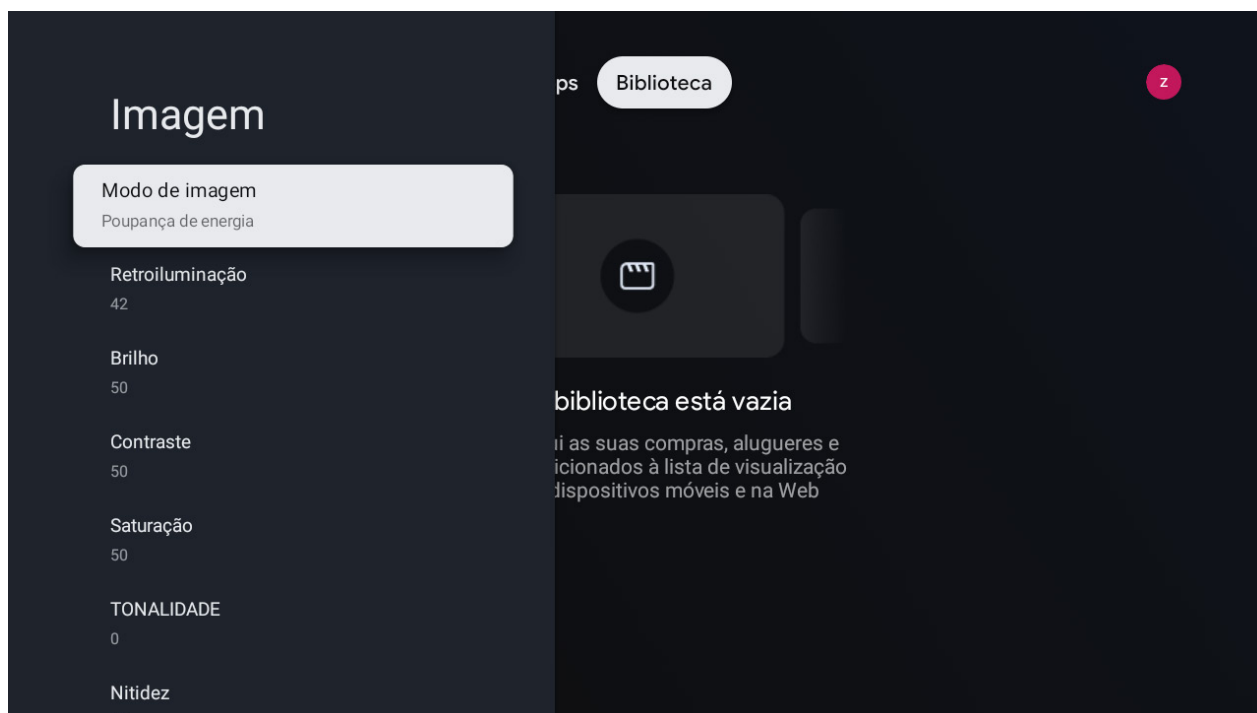 Imagem
Modo de imagem
Poupança de energia
Retroiluminação
42
Brilho
50
Contraste
50
Saturação
50
TONALIDADE
0
Nitidez
ps
Biblioteca
Z
biblioteca está vazia
as suas compras, alugueres e
icionados à lista de visualização
dispositivos móveis e na Web